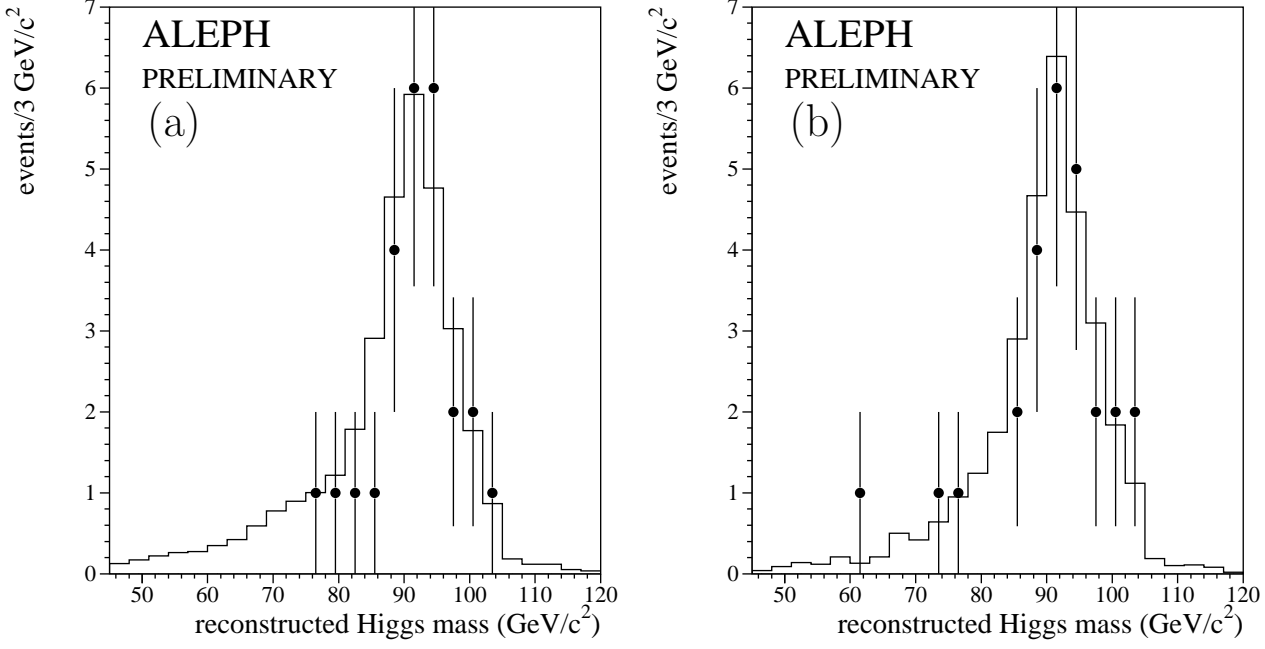 events/3 GeV/c²
7
6
5
4
3
2
1
0
ALEPH
PRELIMINARY
(a)
50 60 70 80 90 100 110 120
reconstructed Higgs mass (GeV/c²)
events/3 GeV/c²
7
6
5
4
3
2
1
0
ALEPH
PRELIMINARY
(b)
50 60 70 80 90 100 110 120
reconstructed Higgs mass (GeV/c²)